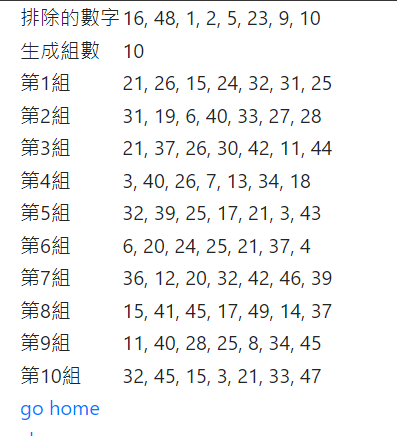 排除的數字 16, 48, 1, 2, 5, 23, 9, 10
生成組數 10
第1組 21, 26, 15, 24, 32, 31, 25
第2組 31, 19, 6, 40, 33, 27, 28
第3組 21, 37, 26, 30, 42, 11, 44
第4組 3, 40, 26, 7, 13, 34, 18
第5組 32, 39, 25, 17, 21, 3, 43
第6組 6, 20, 24, 25, 21, 37, 4
第7組 36, 12, 20, 32, 42, 46, 39
第8組 15, 41, 45, 17, 49, 14, 37
第9組 11, 40, 28, 25, 8, 34, 45
第10組 32, 45, 15, 3, 21, 33, 47
go home